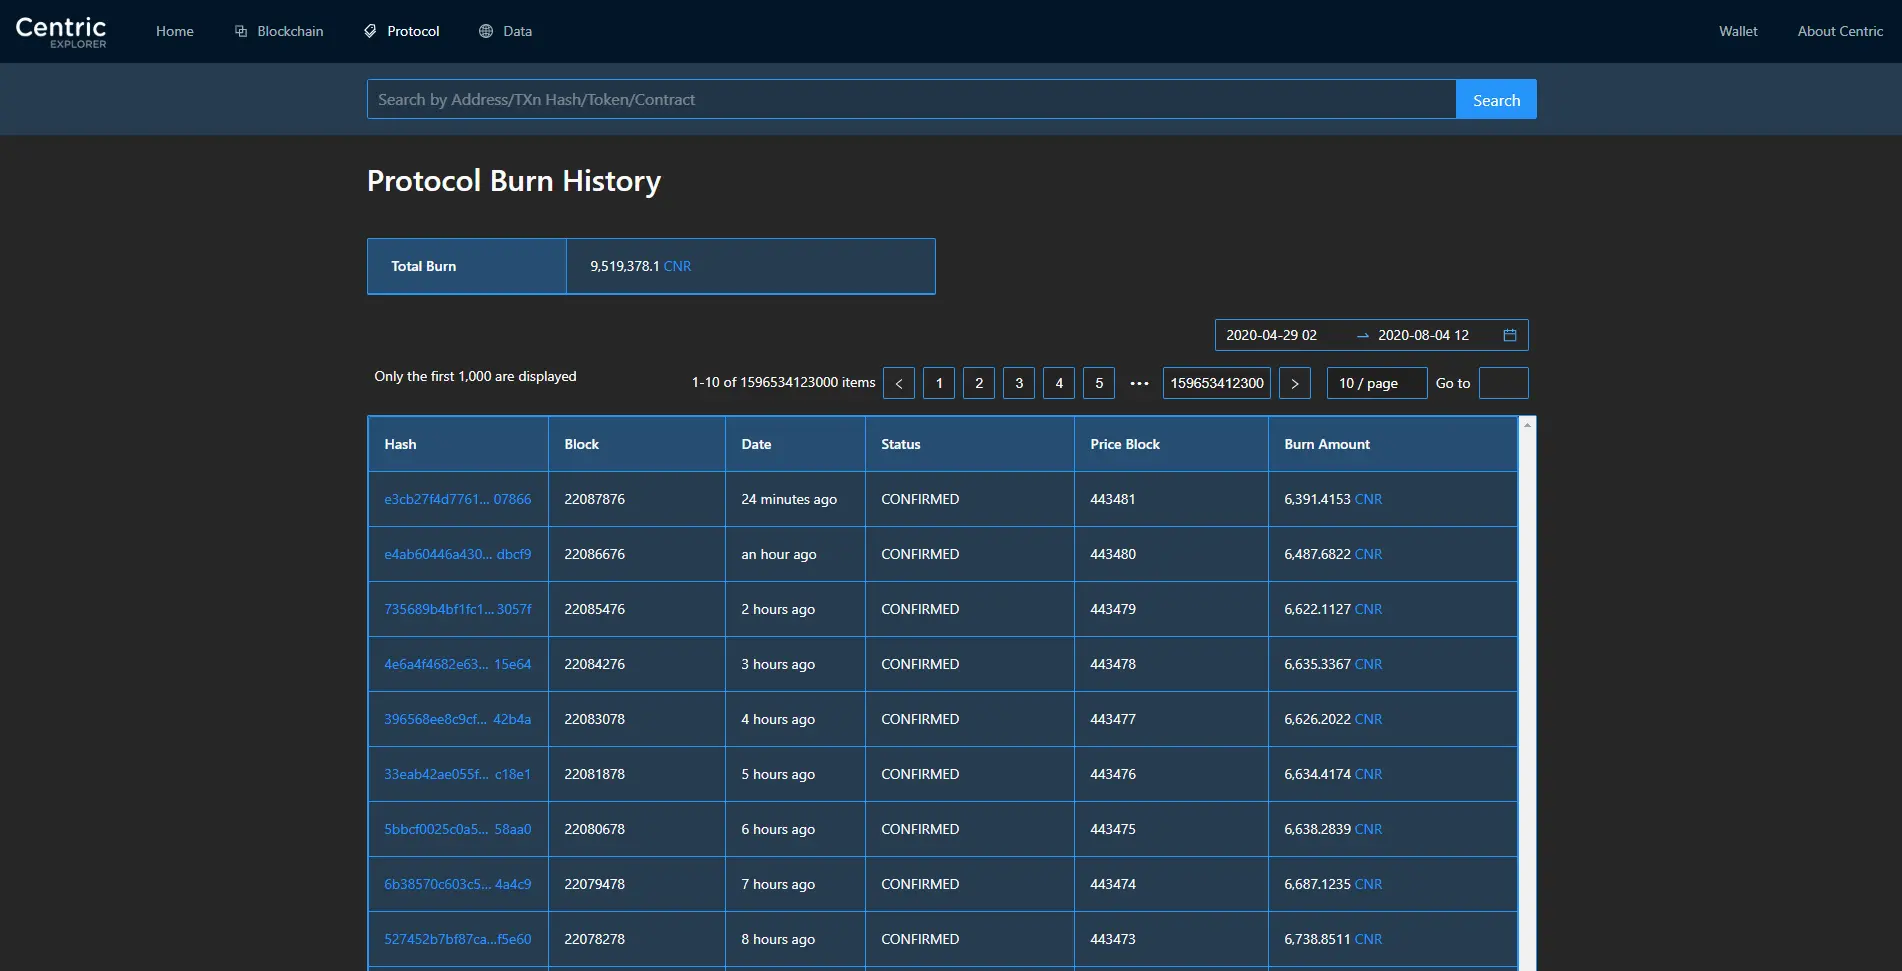 Centric
EXPLORER
Home
Blockchain
Protocol
Data
Wallet
About Centric
Search by Address/TXn Hash/Token/Contract
Search
Protocol Burn History
Total Burn
9,519,378.1 CNR
2020-04-29 02
2020-08-04 12
Only the first 1,000 are displayed
1-10 of 1596534123000 items
<
1
2
3
4
5
•••
159653412300
>
10 / page
Go to
Hash Block Date Status Price Block Burn Amount
e3cb27f4d7761... 07866 22087876 24 minutes ago CONFIRMED 443481 6,391.4153 CNR
e4ab60446a430... dbcf9 22086676 an hour ago CONFIRMED 443480 6,487.6822 CNR
735689b4bf1fc1... 3057f 22085476 2 hours ago CONFIRMED 443479 6,622.1127 CNR
4e6a4f4682e63... 15e64 22084276 3 hours ago CONFIRMED 443478 6,635.3367 CNR
396568ee8c9cf... 42b4a 22083078 4 hours ago CONFIRMED 443477 6,626.2022 CNR
33eab42ae055f... c18e1 22081878 5 hours ago CONFIRMED 443476 6,634.4174 CNR
5bbcf0025c0a5... 58aa0 22080678 6 hours ago CONFIRMED 443475 6,638.2839 CNR
6b38570c603c5... 4a4c9 22079478 7 hours ago CONFIRMED 443474 6,687.1235 CNR
527452b7bf87ca...f5e60 22078278 8 hours ago CONFIRMED 443473 6,738.8511 CNR